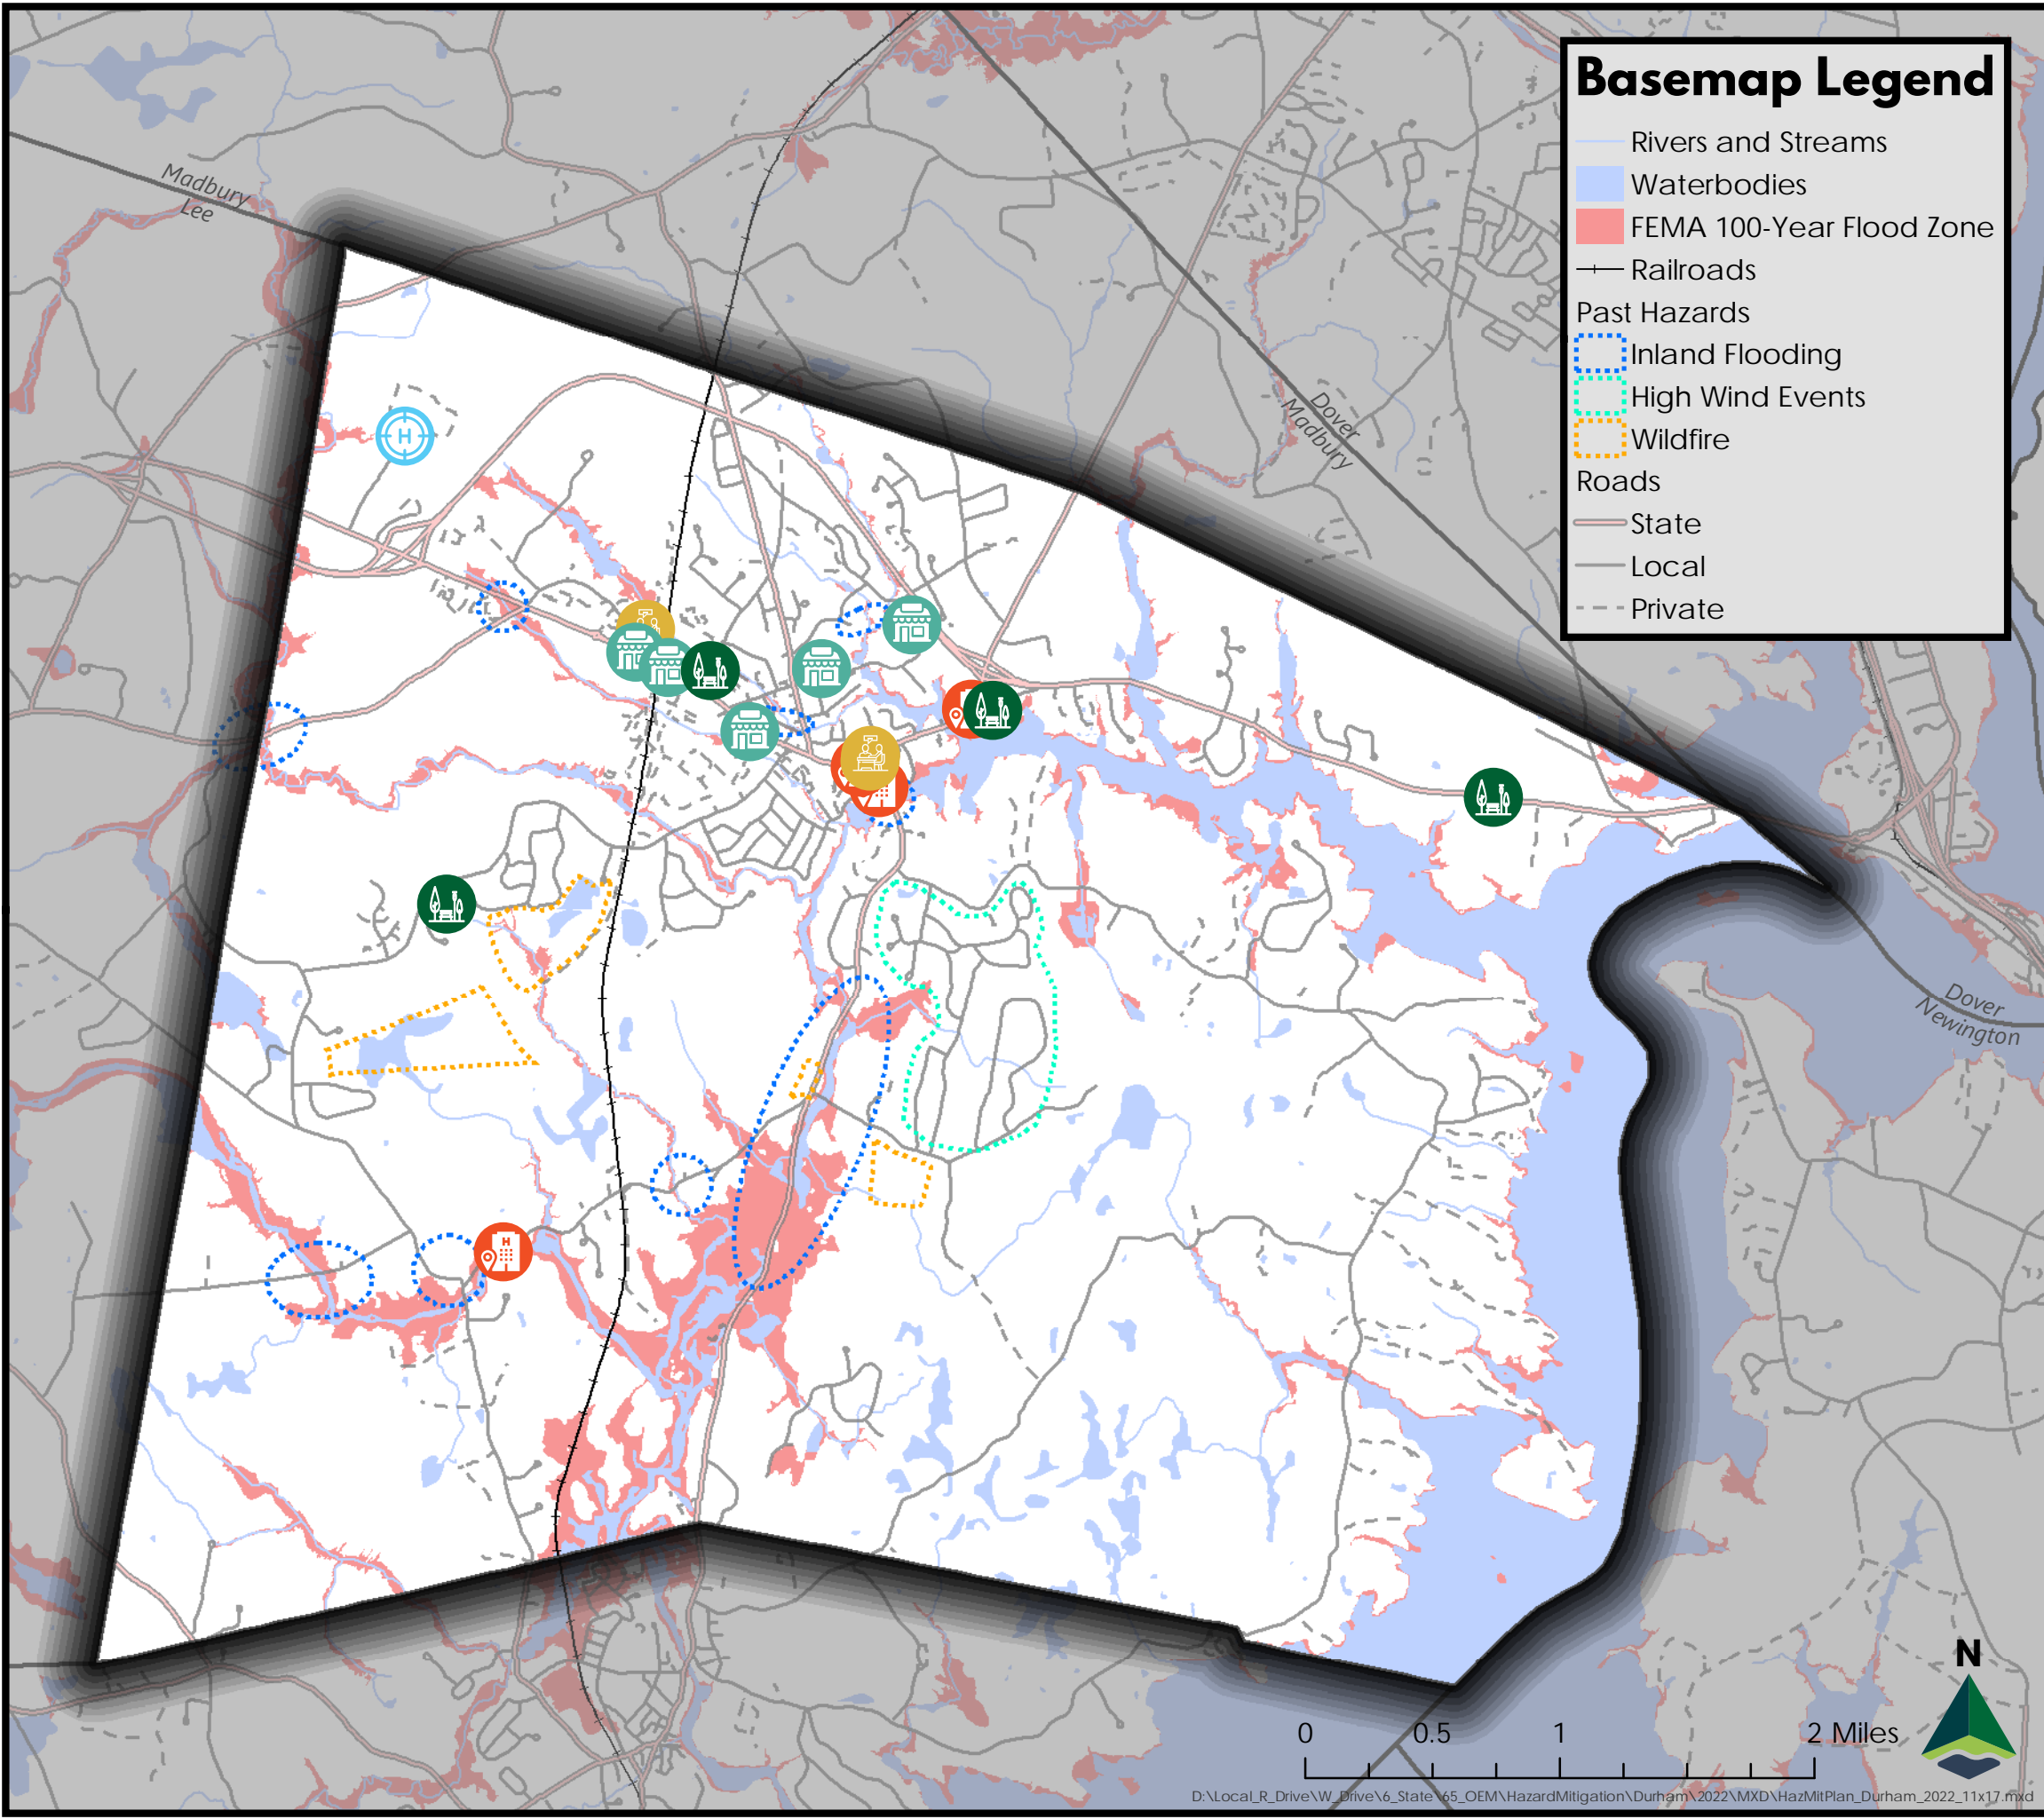 Basemap Legend
Rivers and Streams
Waterbodies
FEMA 100-Year Flood Zone
Railroads
Past Hazards
Inland Flooding
High Wind Events
Wildfire
Roads
State
Local
Private
Madbury
Lee
Dover
Madbury
H
Dover
Newington
H
N
0 0.5 1 2 Miles
D:\Local_R_Drive\W_Drive\6_State\65_OEM\HazardMitigation\Durham\2022\MXD\HazMitPlan_Durham_2022_11x17.mxd